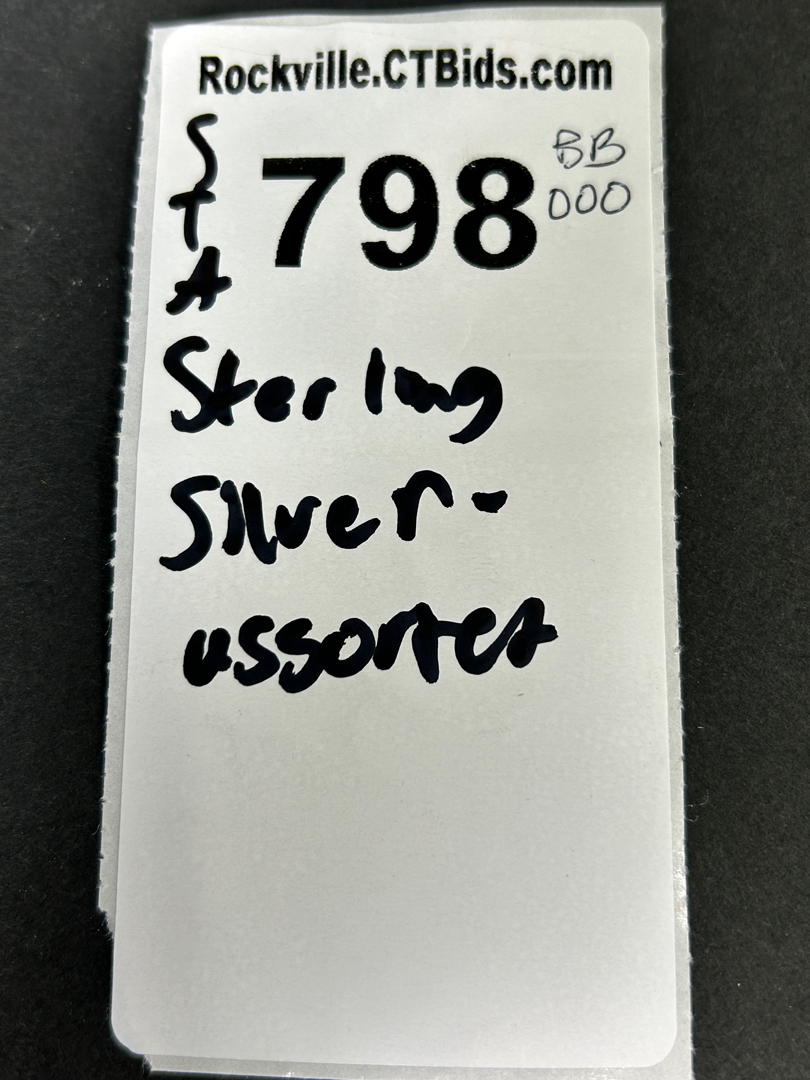 Rockville.CTBids.com
S
T
A
798
BB
000
Sterling
Silver-
assorted